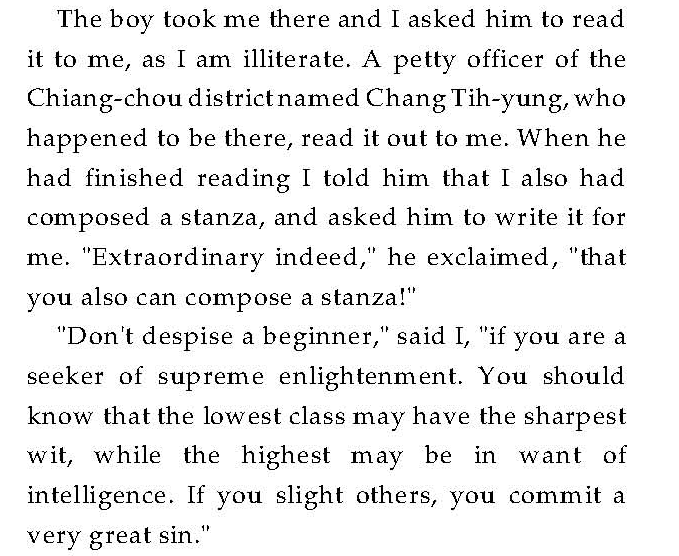 The boy took me there and I asked him to read
it to me, as I am illiterate. A petty officer of the
Chiang-chou district named Chang Tih-yung, who
happened to be there, read it out to me. When he
had finished reading I told him that I also had
composed a stanza, and asked him to write it for
me. "Extraordinary indeed," he exclaimed, "that
you also can compose a stanza!"
"Don't despise a beginner," said I, "if you are a
seeker of supreme enlightenment. You should
know that the lowest class may have the sharpest
wit, while the highest may be in want of
intelligence. If you slight others, you commit a
very great sin."